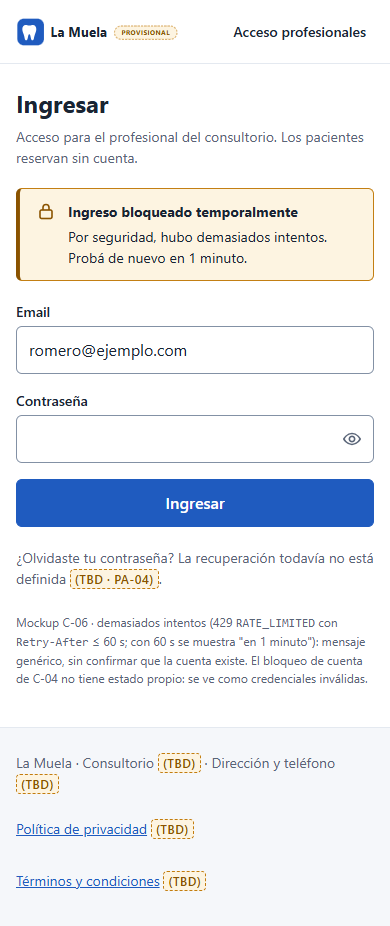 La Muela PROVISIONAL Acceso profesionales
Ingresar
Acceso para el profesional del consultorio. Los pacientes
reservan sin cuenta.
Ingreso bloqueado temporalmente
Por seguridad, hubo demasiados intentos.
Probá de nuevo en 1 minuto.
Email
romero@ejemplo.com
Contraseña
Ingresar
¿Olvidaste tu contraseña? La recuperación todavía no está
definida (TBD · PA-04).
Mockup C-06 · demasiados intentos (429 RATE_LIMITED con
Retry-After ≤ 60 s; con 60 s se muestra "en 1 minuto"): mensaje
genérico, sin confirmar que la cuenta existe. El bloqueo de cuenta
de C-04 no tiene estado propio: se ve como credenciales inválidas.
La Muela · Consultorio (TBD) · Dirección y teléfono
(TBD)
Política de privacidad (TBD)
Términos y condiciones (TBD)